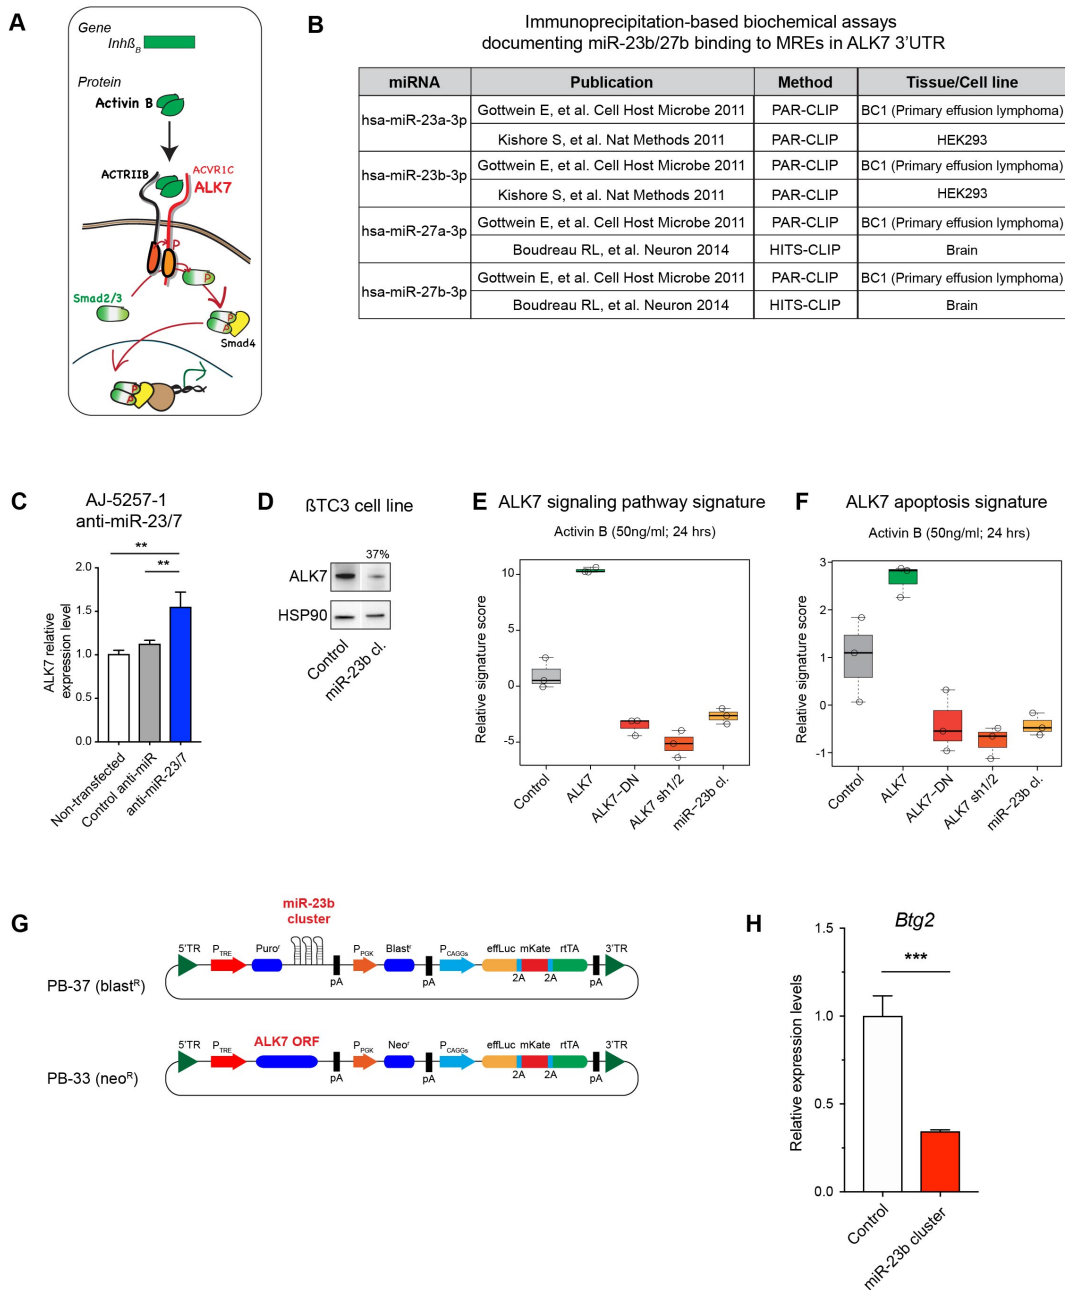 A
Gene
Inhß_B
Protein
Activin B
ACTRIIB
ACVR1C
ALK7
P
P
Smad2/3
Smad4
P
P
B
Immunoprecipitation-based biochemical assays
documenting miR-23b/27b binding to MREs in ALK7 3'UTR
miRNA Publication Method Tissue/Cell line
hsa-miR-23a-3p Gottwein E, et al. Cell Host Microbe 2011 PAR-CLIP BC1 (Primary effusion lymphoma)
Kishore S, et al. Nat Methods 2011 PAR-CLIP HEK293
hsa-miR-23b-3p Gottwein E, et al. Cell Host Microbe 2011 PAR-CLIP BC1 (Primary effusion lymphoma)
Kishore S, et al. Nat Methods 2011 PAR-CLIP HEK293
hsa-miR-27a-3p Gottwein E, et al. Cell Host Microbe 2011 PAR-CLIP BC1 (Primary effusion lymphoma)
Boudreau RL, et al. Neuron 2014 HITS-CLIP Brain
hsa-miR-27b-3p Gottwein E, et al. Cell Host Microbe 2011 PAR-CLIP BC1 (Primary effusion lymphoma)
Boudreau RL, et al. Neuron 2014 HITS-CLIP Brain
C
AJ-5257-1
anti-miR-23/7
**
**
ALK7 relative
expression level
2.0
1.5
1.0
0.5
0.0
Non-transfected
Control anti-miR
anti-miR-23/7
D
ßTC3 cell line
37%
ALK7
HSP90
Control
miR-23b cl.
E
ALK7 signaling pathway signature
Activin B (50ng/ml; 24 hrs)
Relative signature score
10
5
0
-5
Control
ALK7
ALK7-DN
ALK7 sh1/2
miR-23b cl.
F
ALK7 apoptosis signature
Activin B (50ng/ml; 24 hrs)
Relative signature score
3
2
1
0
-1
Control
ALK7
ALK7-DN
ALK7 sh1/2
miR-23b cl.
G
miR-23b
cluster
5'TR P_TRE Puro^r P_PGK Blast^r P_CAGGs effLuc mKate rtTA 3'TR
pA pA 2A 2A pA
PB-37 (blast^R)
ALK7 ORF
5'TR P_TRE P_PGK Neo^r P_CAGGs effLuc mKate rtTA 3'TR
pA pA 2A 2A pA
PB-33 (neo^R)
H
Btg2
***
Relative expression levels
1.5
1.0
0.5
0.0
Control
miR-23b cluster